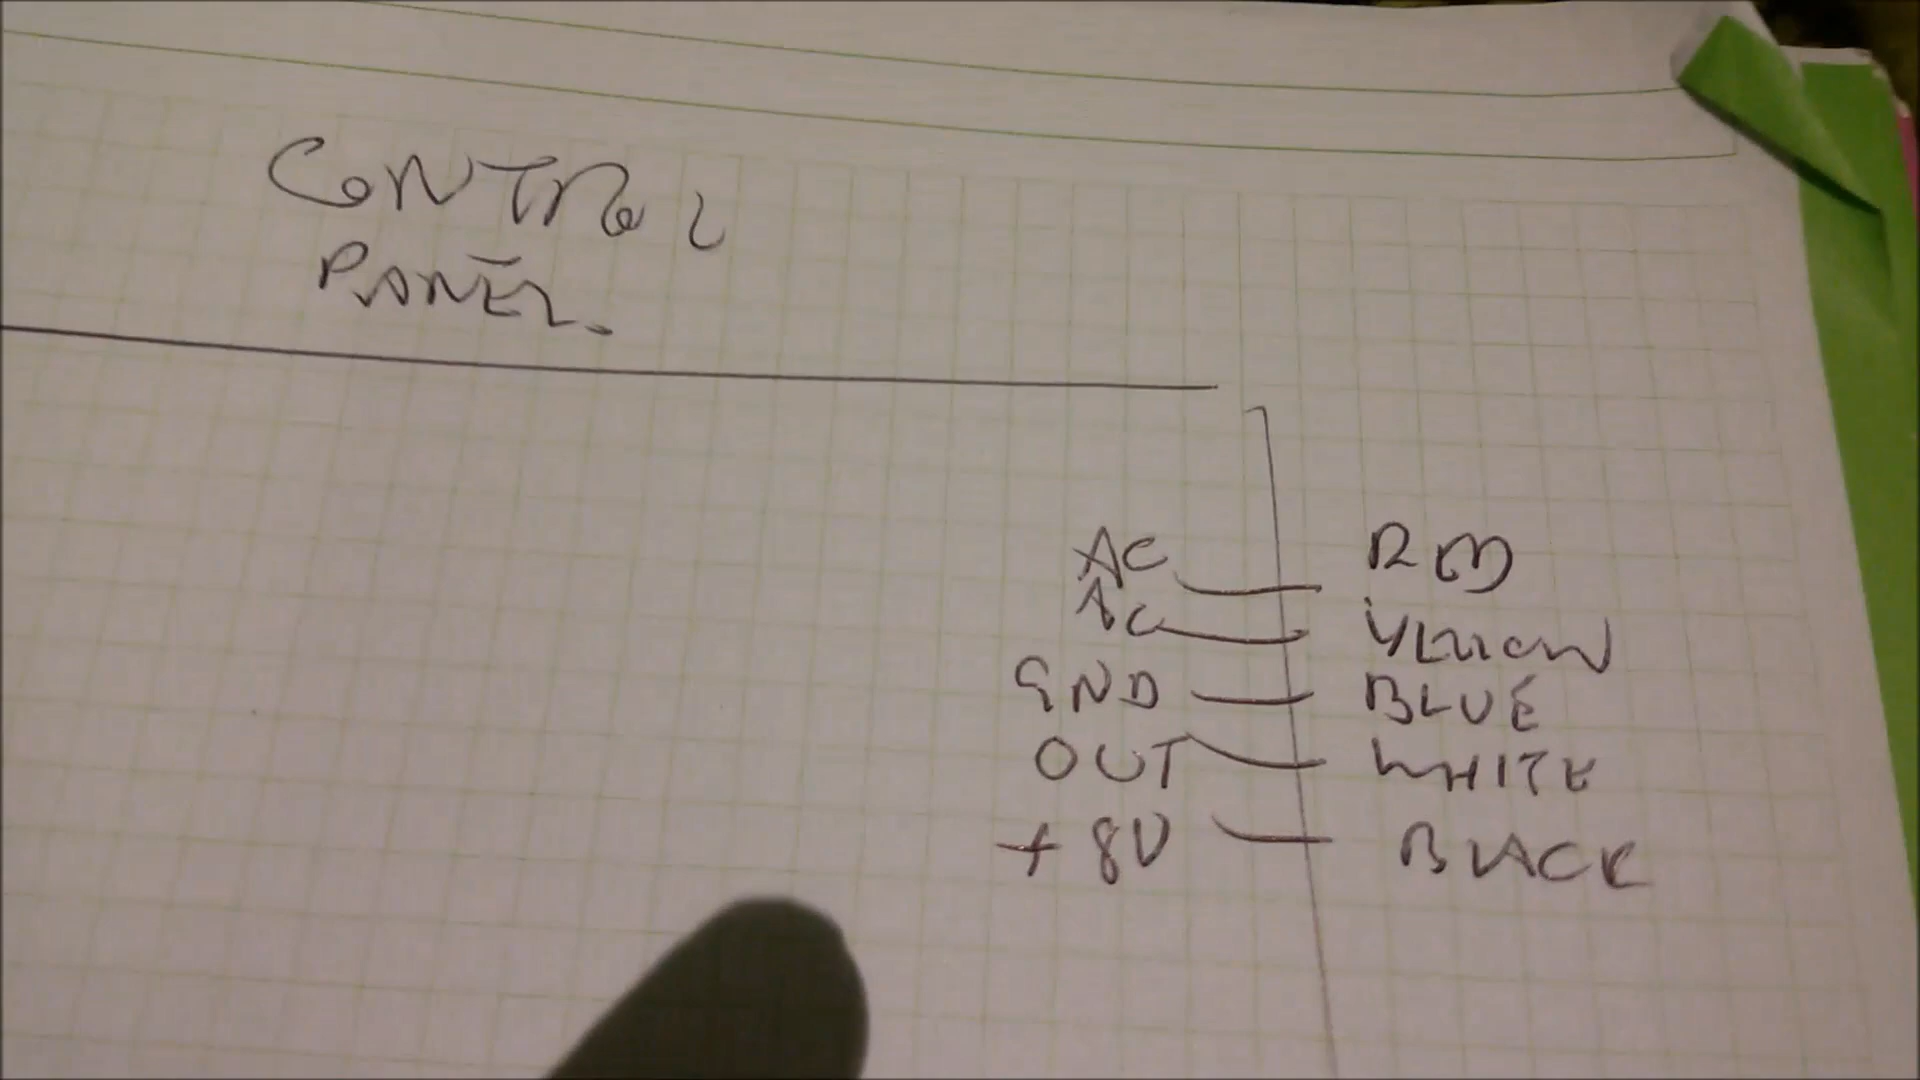 CONTROL
PANEL
AC RED
AC YELLOW
GND BLUE
OUT WHITE
+8V BLACK